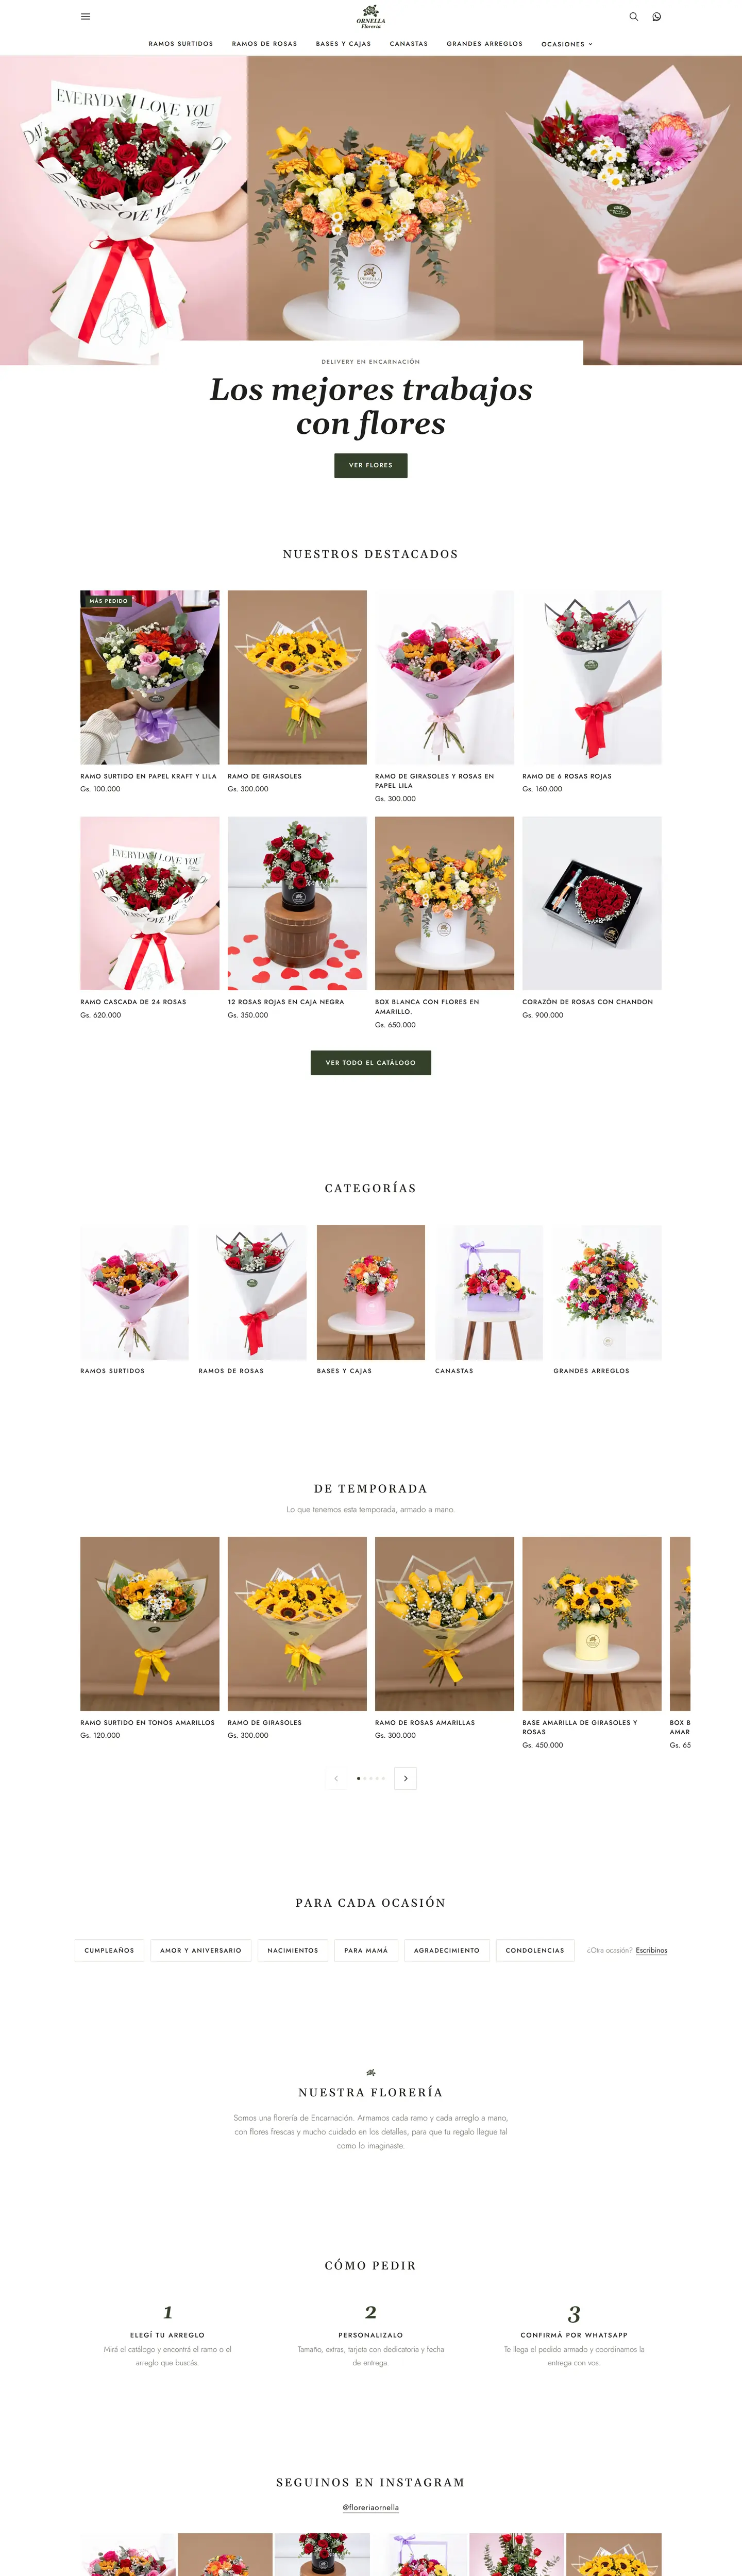 ORNELLA
Florería
RAMOS SURTIDOS RAMOS DE ROSAS BASES Y CAJAS CANASTAS GRANDES ARREGLOS OCASIONES
EVERYDAY I LOVE YOU
DELIVERY EN ENCARNACIÓN
Los mejores trabajos
con flores
VER FLORES
NUESTROS DESTACADOS
MÁS PEDIDO
RAMO SURTIDO EN PAPEL KRAFT Y LILA
Gs. 100.000
RAMO DE GIRASOLES
Gs. 300.000
RAMO DE GIRASOLES Y ROSAS EN
PAPEL LILA
Gs. 300.000
RAMO DE 6 ROSAS ROJAS
Gs. 160.000
EVERYDAY I LOVE YOU
RAMO CASCADA DE 24 ROSAS
Gs. 620.000
12 ROSAS ROJAS EN CAJA NEGRA
Gs. 350.000
BOX BLANCA CON FLORES EN
AMARILLO.
Gs. 650.000
CORAZÓN DE ROSAS CON CHANDON
Gs. 900.000
VER TODO EL CATÁLOGO
CATEGORÍAS
RAMOS SURTIDOS
RAMOS DE ROSAS
BASES Y CAJAS
CANASTAS
GRANDES ARREGLOS
DE TEMPORADA
Lo que tenemos esta temporada, armado a mano.
RAMO SURTIDO EN TONOS AMARILLOS
Gs. 120.000
RAMO DE GIRASOLES
Gs. 300.000
RAMO DE ROSAS AMARILLAS
Gs. 300.000
BASE AMARILLA DE GIRASOLES Y
ROSAS
Gs. 450.000
BOX B
AMAR
Gs. 65
PARA CADA OCASIÓN
CUMPLEAÑOS AMOR Y ANIVERSARIO NACIMIENTOS PARA MAMÁ AGRADECIMIENTO CONDOLENCIAS ¿Otra ocasión? Escribinos
NUESTRA FLORERÍA
Somos una florería de Encarnación. Armamos cada ramo y cada arreglo a mano,
con flores frescas y mucho cuidado en los detalles, para que tu regalo llegue tal
como lo imaginaste.
CÓMO PEDIR
1
ELEGÍ TU ARREGLO
Mirá el catálogo y encontrá el ramo o el
arreglo que buscás.
2
PERSONALIZALO
Tamaño, extras, tarjeta con dedicatoria y fecha
de entrega.
3
CONFIRMÁ POR WHATSAPP
Te llega el pedido armado y coordinamos la
entrega con vos.
SEGUINOS EN INSTAGRAM
@floreriaornella